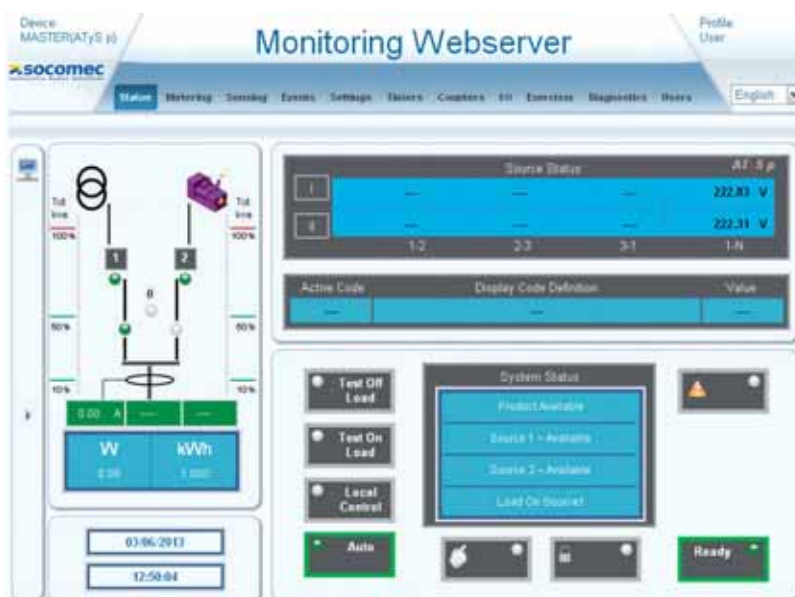 Device:
MASTER(ATyS p)
Monitoring Webserver
Profile
User
socomec
Status Metering Sensing Events Settings Timers Counters I/O Exercises Diagnostics Users
English
Source Status
I --- --- --- 222.83 V
II --- --- --- 222.31 V
1-2 2-3 3-1 1-N
Active Code Display Code Definition Value
--- --- ---
Tot
kva
100%
50%
10%
1
2
0
Tot
kva
100%
50%
10%
0.00 A --- ---
W kWh
0.00
03/06/2013
12:50:04
Test Off
Load
Test On
Load
Local
Control
Auto
System Status
Product Available
Source 1 - Available
Source 2 - Available
Load On Source1
Ready